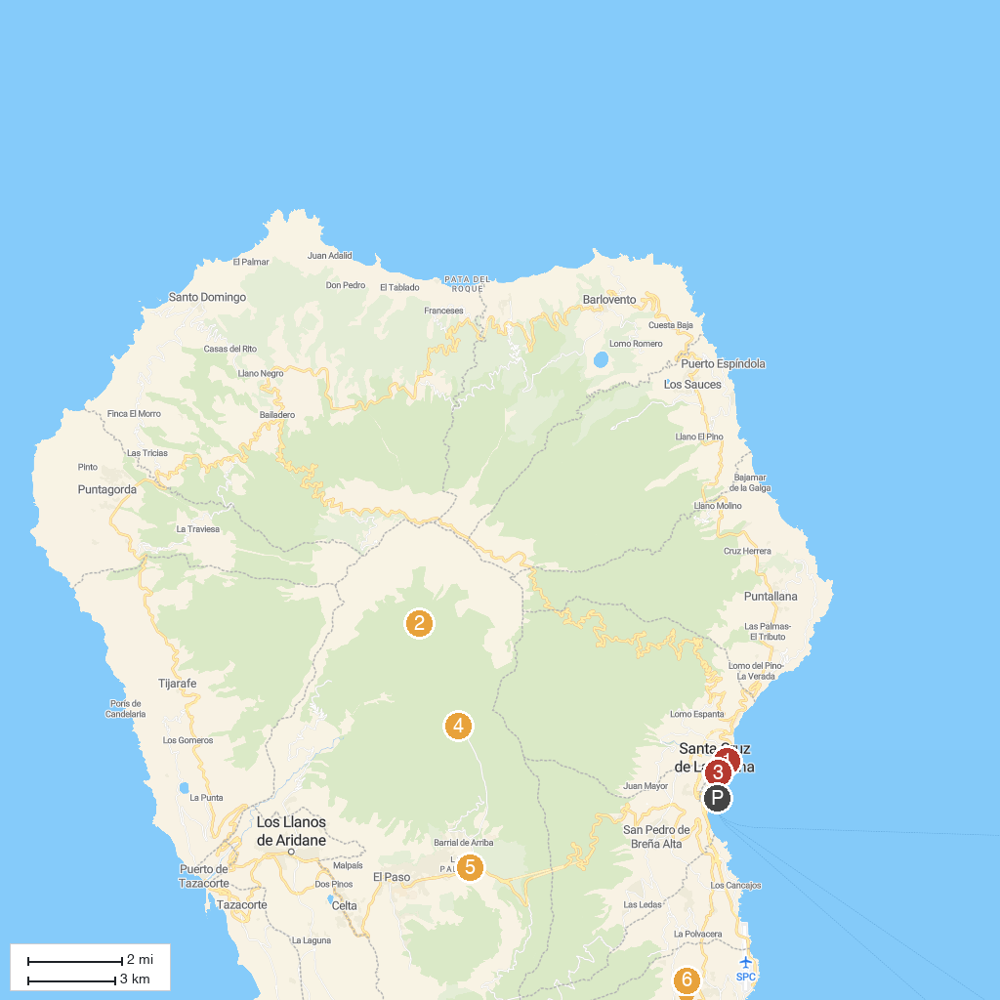 Juan Adalid
El Palmar
PATA DEL
ROQUE
Don Pedro
El Tablado
Santo Domingo
Barlovento
Franceses
Cuesta Baja
Casas del Rito
Lomo Romero
Puerto Espíndola
Llano Negro
Los Sauces
Finca El Morro
Bailadero
Llano El Pino
Las Tricias
Pinto
Puntagorda
Bajamar
de la Galga
Llano Molino
La Traviesa
Cruz Herrera
Puntallana
2
Las Palmas-
El Tributo
Lomo del Pino-
La Verada
Tijarafe
Poris de
Candelaria
Lomo Espanta
4
Los Gomeros
Santa Cruz
de La Palma
1
3
Juan Mayor
La Punta
P
Los Llanos
de Aridane
San Pedro de
Breña Alta
Barrial de Arriba
5
Malpaís
Puerto de
Tazacorte
El Paso
Dos Pinos
Los Cancajos
Tazacorte
Celta
Las Ledas
La Polvacera
La Laguna
2 mi
3 km
SPC
6